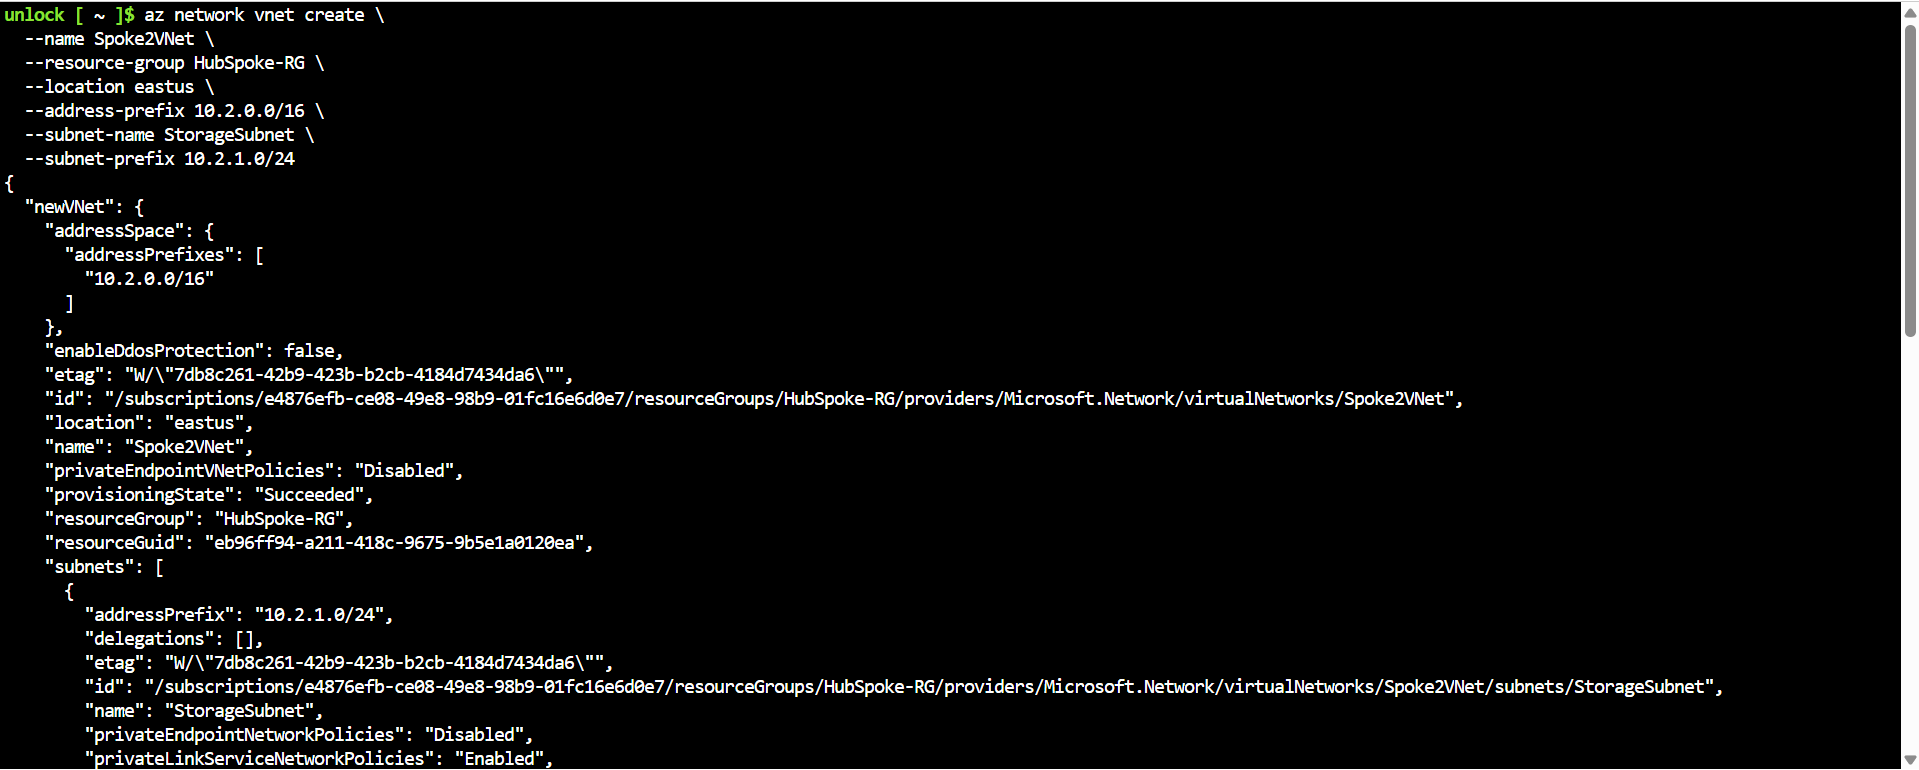 unlock [ ~ ]$ az network vnet create \
  --name Spoke2VNet \
  --resource-group HubSpoke-RG \
  --location eastus \
  --address-prefix 10.2.0.0/16 \
  --subnet-name StorageSubnet \
  --subnet-prefix 10.2.1.0/24
{
  "newVNet": {
    "addressSpace": {
      "addressPrefixes": [
        "10.2.0.0/16"
      ]
    },
    "enableDdosProtection": false,
    "etag": "W/\"7db8c261-42b9-423b-b2cb-4184d7434da6\"",
    "id": "/subscriptions/e4876efb-ce08-49e8-98b9-01fc16e6d0e7/resourceGroups/HubSpoke-RG/providers/Microsoft.Network/virtualNetworks/Spoke2VNet",
    "location": "eastus",
    "name": "Spoke2VNet",
    "privateEndpointVNetPolicies": "Disabled",
    "provisioningState": "Succeeded",
    "resourceGroup": "HubSpoke-RG",
    "resourceGuid": "eb96ff94-a211-418c-9675-9b5e1a0120ea",
    "subnets": [
      {
        "addressPrefix": "10.2.1.0/24",
        "delegations": [],
        "etag": "W/\"7db8c261-42b9-423b-b2cb-4184d7434da6\"",
        "id": "/subscriptions/e4876efb-ce08-49e8-98b9-01fc16e6d0e7/resourceGroups/HubSpoke-RG/providers/Microsoft.Network/virtualNetworks/Spoke2VNet/subnets/StorageSubnet",
        "name": "StorageSubnet",
        "privateEndpointNetworkPolicies": "Disabled",
        "privateLinkServiceNetworkPolicies": "Enabled",